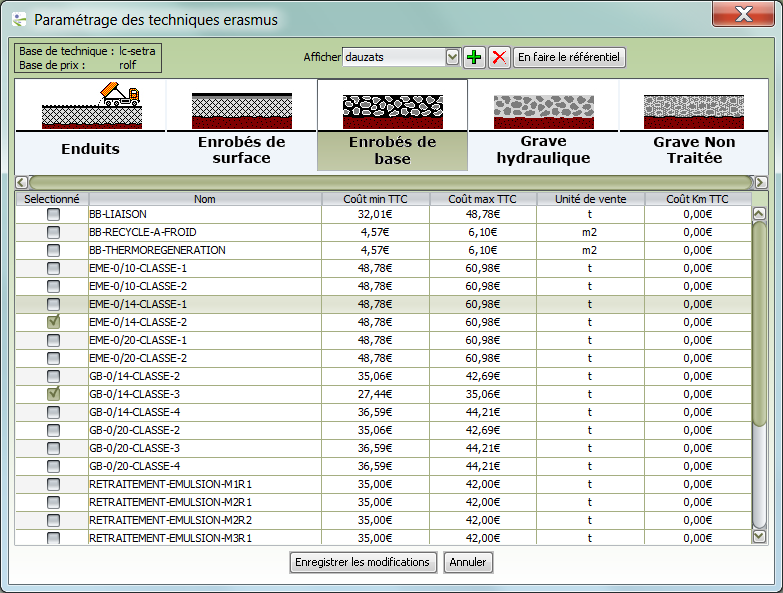 Paramétrage des techniques erasmus
Base de technique : lc-setra
Base de prix : rolf
Afficher dauzats En faire le référentiel
Enduits
Enrobés de
surface
Enrobés de
base
Grave
hydraulique
Grave Non
Traitée
Selectionné Nom Coût min TTC Coût max TTC Unité de vente Coût Km TTC
BB-LIAISON 32,01€ 48,78€ t 0,00€
BB-RECYCLE-A-FROID 4,57€ 6,10€ m2 0,00€
BB-THERMOREGENERATION 4,57€ 6,10€ m2 0,00€
EME-0/10-CLASSE-1 48,78€ 60,98€ t 0,00€
EME-0/10-CLASSE-2 48,78€ 60,98€ t 0,00€
EME-0/14-CLASSE-1 48,78€ 60,98€ t 0,00€
EME-0/14-CLASSE-2 48,78€ 60,98€ t 0,00€
EME-0/20-CLASSE-1 48,78€ 60,98€ t 0,00€
EME-0/20-CLASSE-2 48,78€ 60,98€ t 0,00€
GB-0/14-CLASSE-2 35,06€ 42,69€ t 0,00€
GB-0/14-CLASSE-3 27,44€ 35,06€ t 0,00€
GB-0/14-CLASSE-4 36,59€ 44,21€ t 0,00€
GB-0/20-CLASSE-2 35,06€ 42,69€ t 0,00€
GB-0/20-CLASSE-3 36,59€ 44,21€ t 0,00€
GB-0/20-CLASSE-4 36,59€ 44,21€ t 0,00€
RETRAITEMENT-EMULSION-M1R1 35,00€ 42,00€ t 0,00€
RETRAITEMENT-EMULSION-M2R1 35,00€ 42,00€ t 0,00€
RETRAITEMENT-EMULSION-M2R2 35,00€ 42,00€ t 0,00€
RETRAITEMENT-EMULSION-M3R1 35,00€ 42,00€ t 0,00€
Enregistrer les modifications Annuler